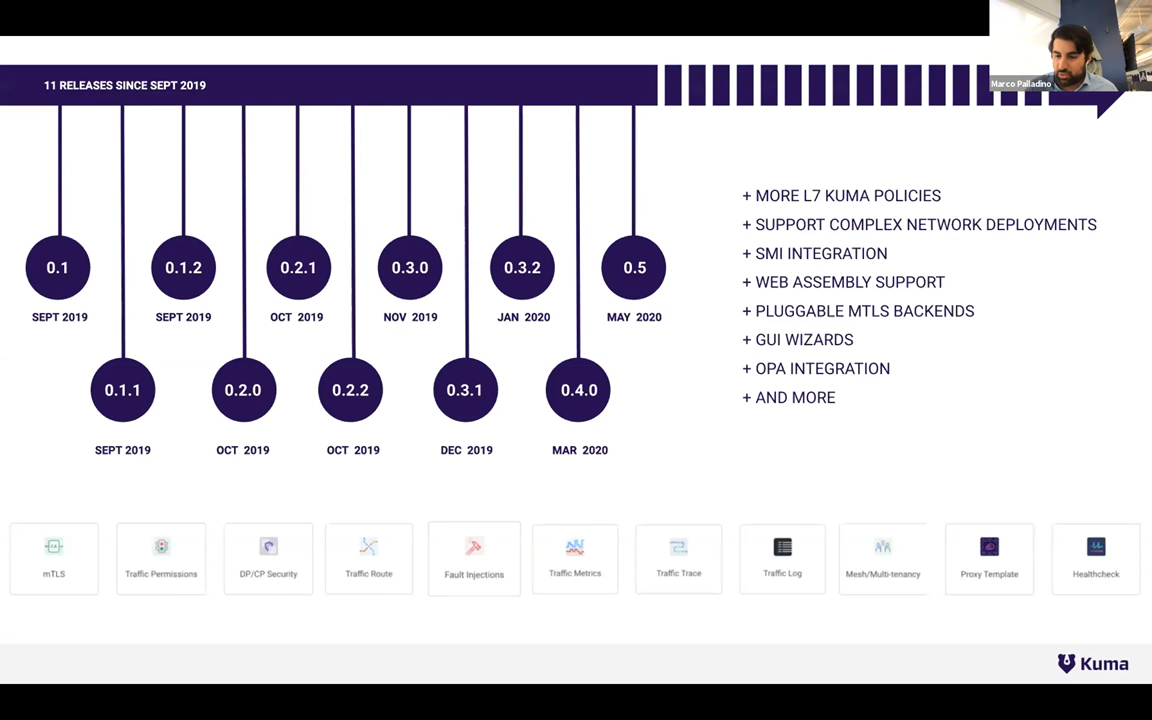 Marco Palladino
11 RELEASES SINCE SEPT 2019
0.1
0.1.2
0.2.1
0.3.0
0.3.2
0.5
SEPT 2019
SEPT 2019
OCT 2019
NOV 2019
JAN 2020
MAY 2020
0.1.1
0.2.0
0.2.2
0.3.1
0.4.0
SEPT 2019
OCT 2019
OCT 2019
DEC 2019
MAR 2020
+ MORE L7 KUMA POLICIES
+ SUPPORT COMPLEX NETWORK DEPLOYMENTS
+ SMI INTEGRATION
+ WEB ASSEMBLY SUPPORT
+ PLUGGABLE MTLS BACKENDS
+ GUI WIZARDS
+ OPA INTEGRATION
+ AND MORE
mTLS
Traffic Permissions
DP/CP Security
Traffic Route
Fault Injections
Traffic Metrics
Traffic Trace
Traffic Log
Mesh/Multi-tenancy
Proxy Template
Healthcheck
Kuma